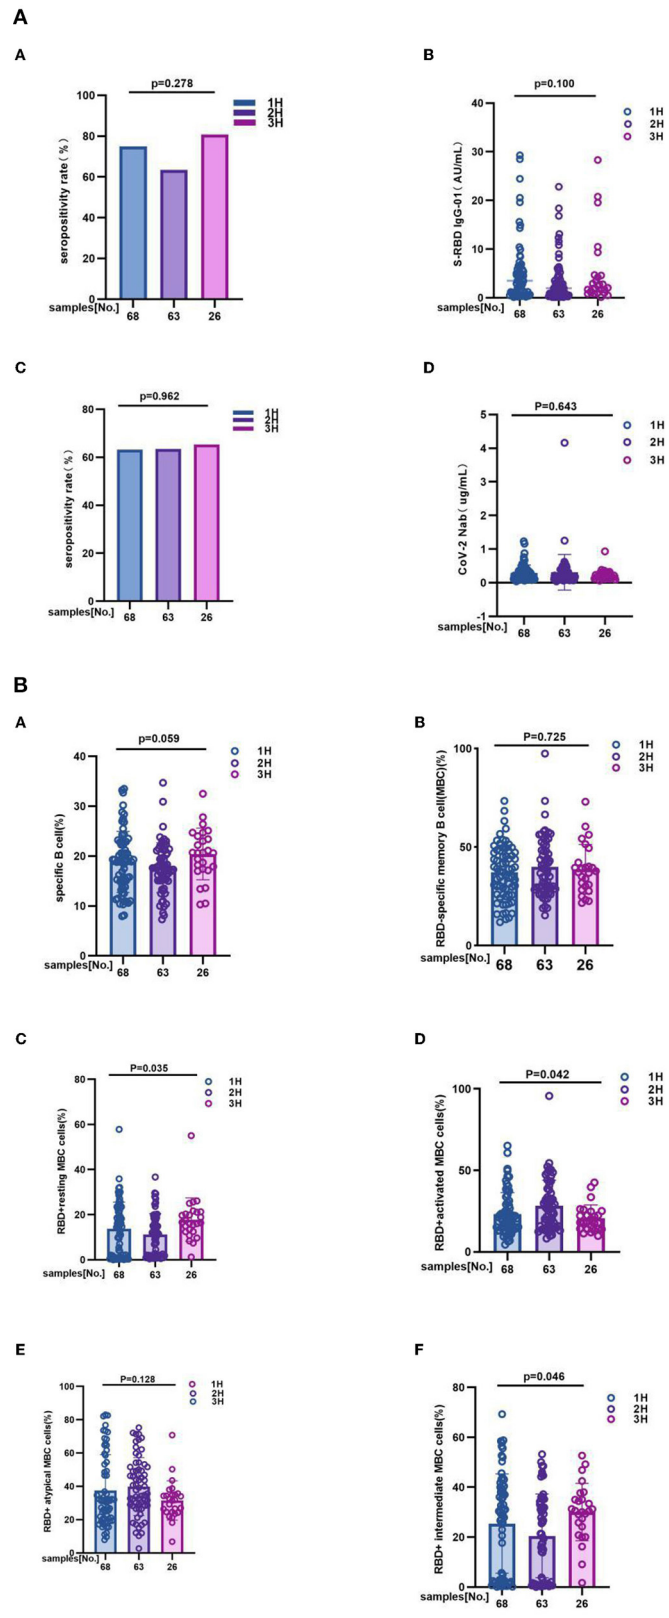 A
A
p=0.278
1H
2H
3H
seropositivity rate（%）
100
80
60
40
20
0
samples[No.]
68
63
26
B
p=0.100
1H
2H
3H
S-RBD IgG-01（AU/mL）
40
30
20
10
0
samples[No.]
68
63
26
C
p=0.962
1H
2H
3H
seropositivity rate（%）
80
60
40
20
0
samples[No.]
68
63
26
D
P=0.643
1H
2H
3H
CoV-2 Nab（ug/mL）
5
4
3
2
1
0
-1
samples[No.]
68
63
26
B
A
p=0.059
1H
2H
3H
specific B cell(%)
40
30
20
10
0
samples[No.]
68
63
26
B
P=0.725
1H
2H
3H
RBD-specific memory B cell(MBC)(%)
100
50
0
samples[No.]
68
63
26
C
P=0.035
1H
2H
3H
RBD+resting MBC cells(%)
80
60
40
20
0
samples[No.]
68
63
26
D
P=0.042
1H
2H
3H
RBD+activated MBC cells(%)
100
50
0
samples[No.]
68
63
26
E
P=0.128
1H
2H
3H
RBD+ atypical MBC cells(%)
100
80
60
40
20
0
samples[No.]
68
63
26
F
p=0.046
1H
2H
3H
RBD+ intermediate MBC cells(%)
80
60
40
20
0
samples[No.]
68
63
26